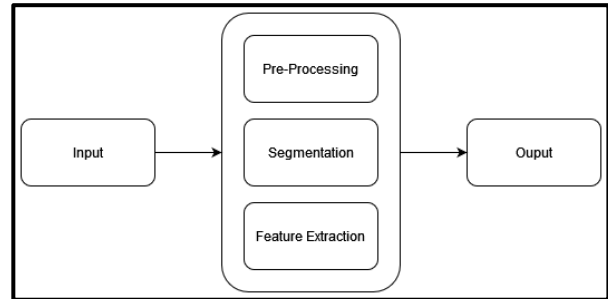 Input
Pre-Processing
Segmentation
Feature Extraction
Ouput